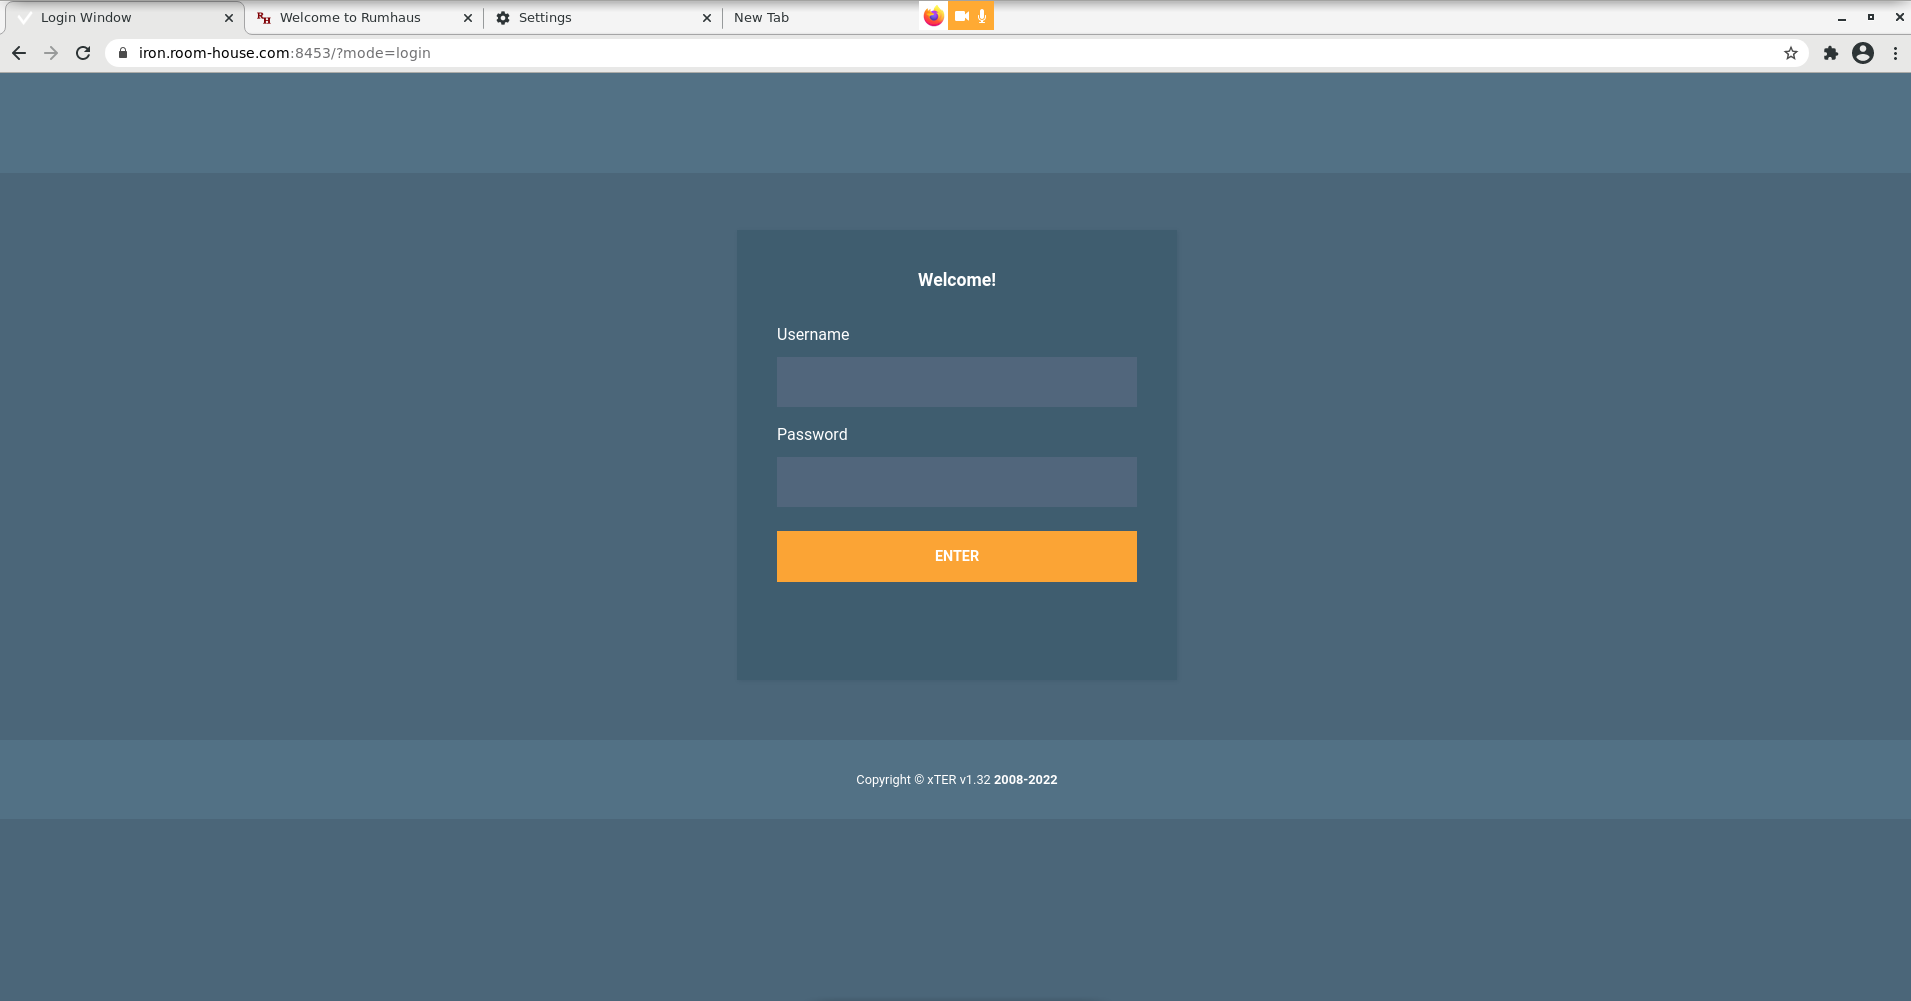 Login Window
Welcome to Rumhaus
Settings
New Tab
iron.room-house.com:8453/?mode=login
Welcome!
Username
Password
ENTER
Copyright © xTER v1.32 2008-2022